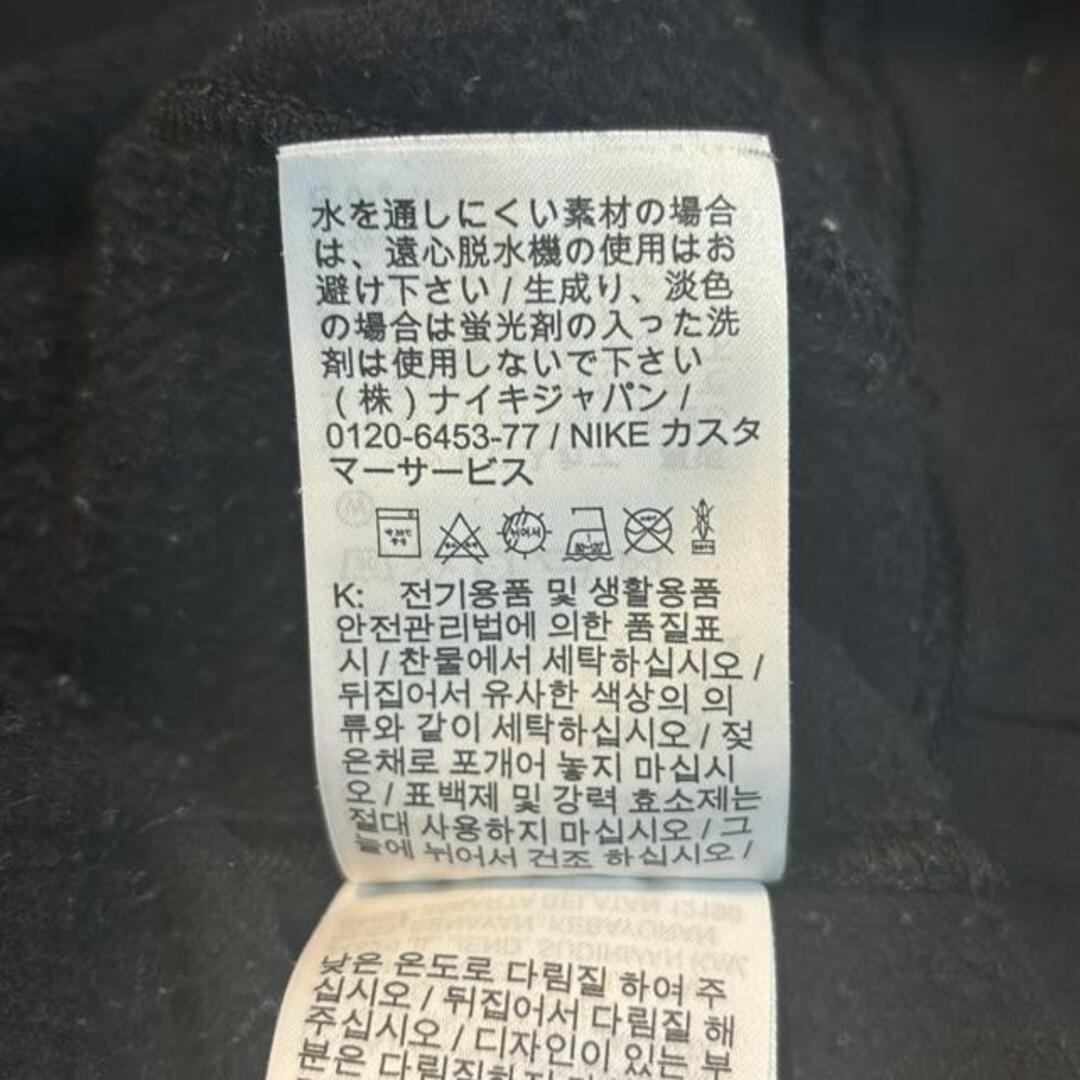 水を通しにくい素材の場合
は、遠心脱水機の使用はお
避け下さい / 生成り、淡色
の場合は蛍光剤の入った洗
剤は使用しないで下さい
(株) ナイキジャパン /
0120-6453-77 / NIKE カスタ
マーサービス
K: 전기용품 및 생활용품
안전관리법에 의한 품질표
시 / 찬물에서 세탁하십시오 /
뒤집어서 유사한 색상의 의
류와 같이 세탁하십시오 / 젖
은채로 포개어 놓지 마십시
오 / 표백제 및 강력 효소제는
절대 사용하지 마십시오 / 그
늘에 뉘어서 건조 하십시오 /
낮은 온도로 다림질 하여 주
십시오 / 뒤집어서 다림질 해
주십시오 / 디자인이 있는 부
분은 다림질하지